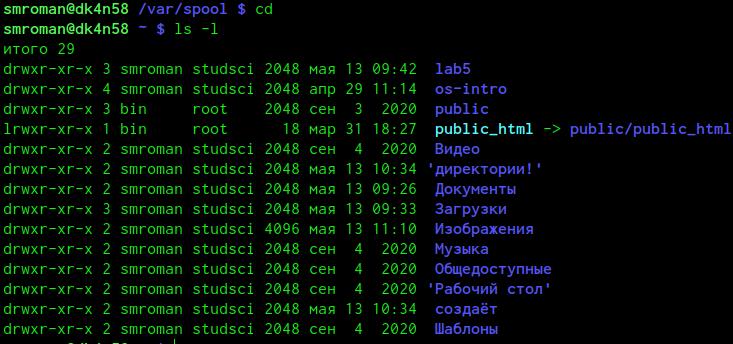 smroman@dk4n58 /var/spool $ cd
smroman@dk4n58 ~ $ ls -l
итого 29
drwxr-xr-x 3 smroman studsci 2048 мая 13 09:42  lab5
drwxr-xr-x 4 smroman studsci 2048 апр 29 11:14  os-intro
drwxr-xr-x 3 bin     root    2048 сен  3  2020  public
lrwxr-xr-x 1 bin     root      18 мар 31 18:27  public_html -> public/public_html
drwxr-xr-x 2 smroman studsci 2048 сен  4  2020  Видео
drwxr-xr-x 2 smroman studsci 2048 мая 13 10:34 'директории!'
drwxr-xr-x 2 smroman studsci 2048 мая 13 09:26  Документы
drwxr-xr-x 3 smroman studsci 2048 мая 13 09:33  Загрузки
drwxr-xr-x 2 smroman studsci 4096 мая 13 11:10  Изображения
drwxr-xr-x 2 smroman studsci 2048 сен  4  2020  Музыка
drwxr-xr-x 2 smroman studsci 2048 сен  4  2020  Общедоступные
drwxr-xr-x 2 smroman studsci 2048 сен  4  2020 'Рабочий стол'
drwxr-xr-x 2 smroman studsci 2048 мая 13 10:34  создаёт
drwxr-xr-x 2 smroman studsci 2048 сен  4  2020  Шаблоны